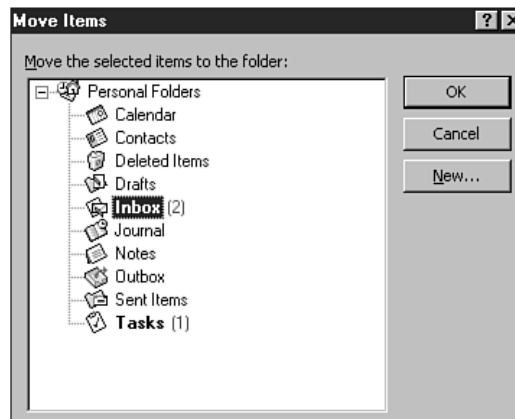 Move Items
Move the selected items to the folder:
Personal Folders
Calendar
Contacts
Deleted Items
Drafts
Inbox (2)
Journal
Notes
Outbox
Sent Items
Tasks (1)
OK
Cancel
New...